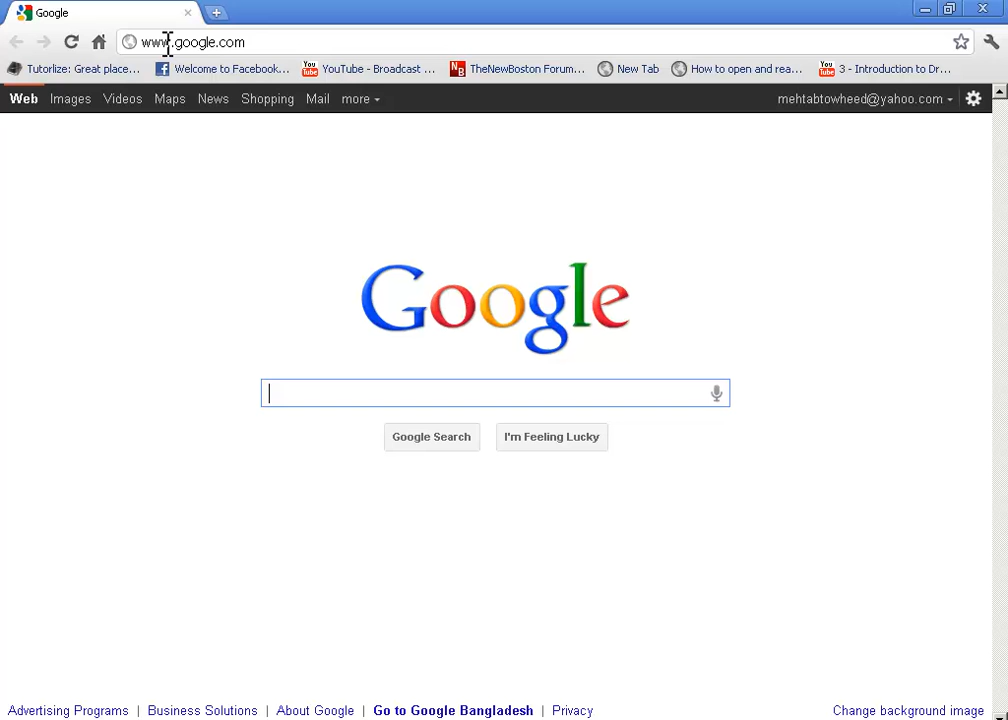 Google
www.google.com
Tutorlize: Great place... Welcome to Facebook... YouTube - Broadcast ... TheNewBoston Forum... New Tab How to open and rea... 3 - Introduction to Dr...
Web Images Videos Maps News Shopping Mail more mehtabtowheed@yahoo.com
Google
Google Search I'm Feeling Lucky
Advertising Programs | Business Solutions | About Google | Go to Google Bangladesh | Privacy Change background image